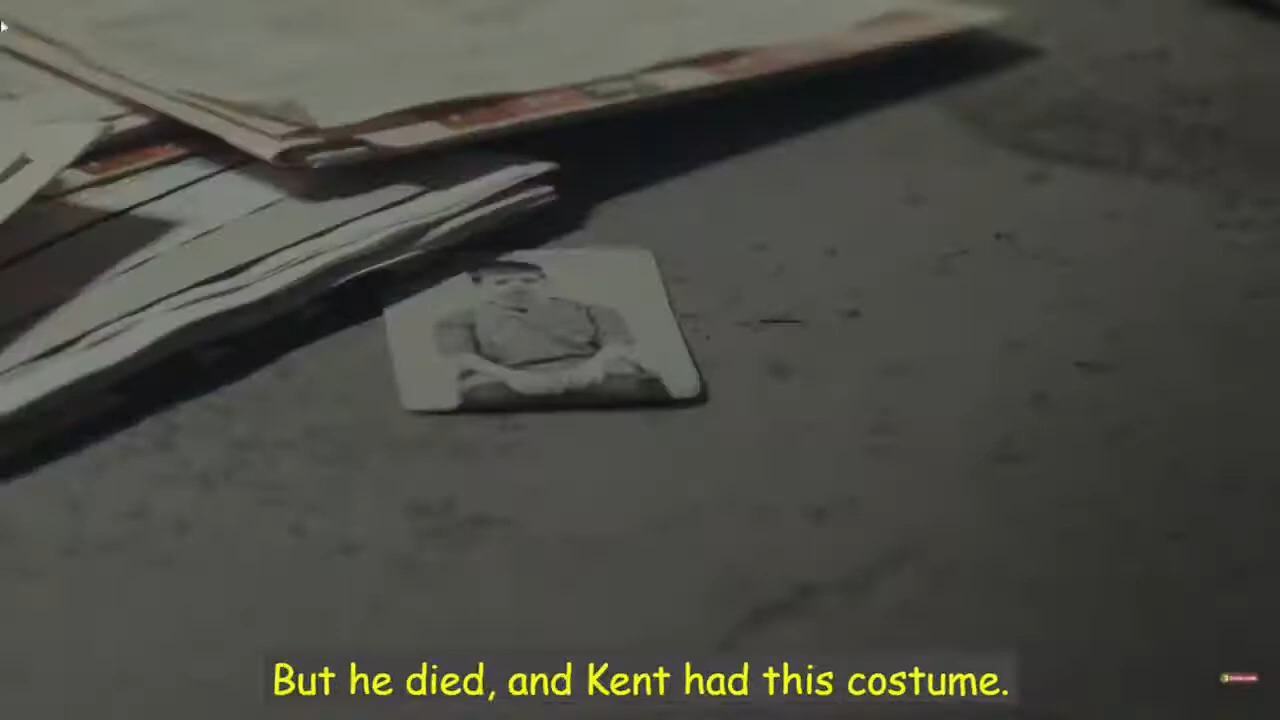 But he died, and Kent had this costume.